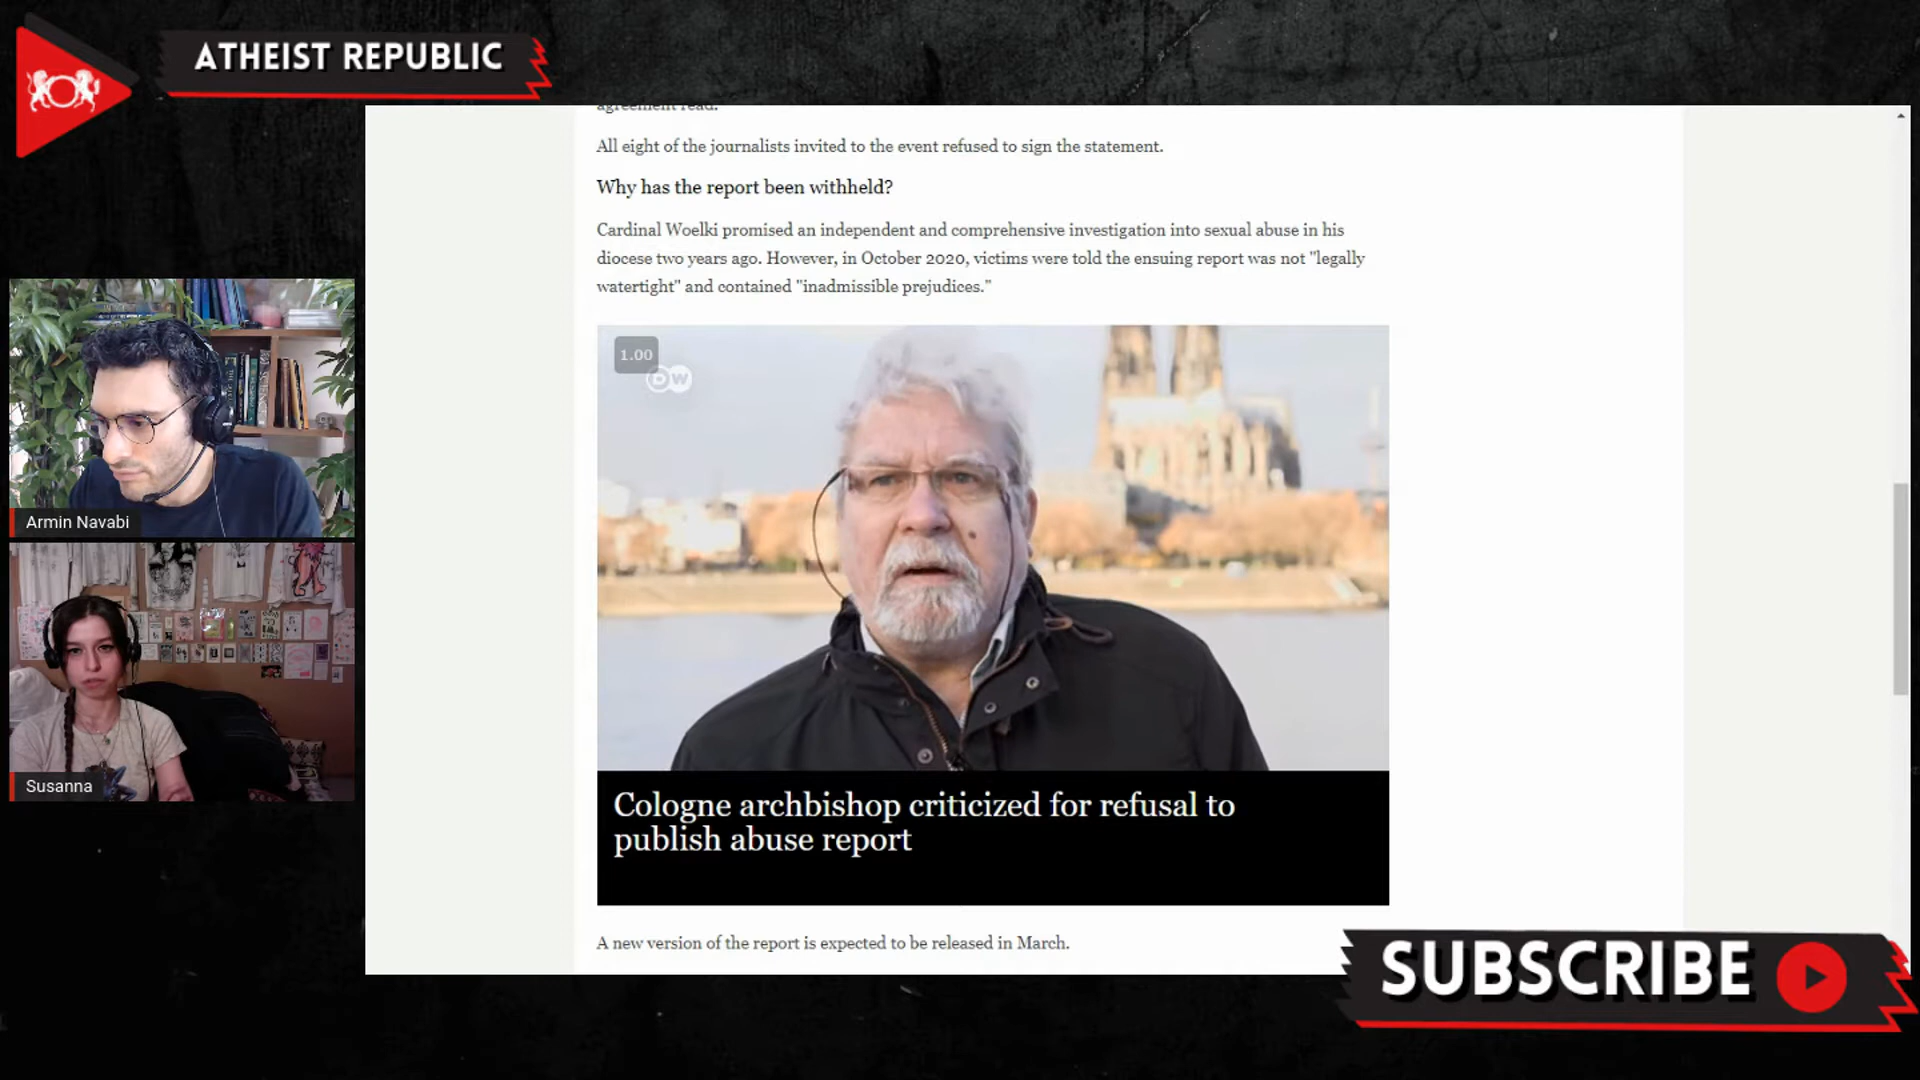 ATHEIST REPUBLIC
agreement read.
All eight of the journalists invited to the event refused to sign the statement.
Why has the report been withheld?
Cardinal Woelki promised an independent and comprehensive investigation into sexual abuse in his
diocese two years ago. However, in October 2020, victims were told the ensuing report was not "legally
watertight" and contained "inadmissible prejudices."
1.00
DW
Armin Navabi
Susanna
Cologne archbishop criticized for refusal to
publish abuse report
A new version of the report is expected to be released in March.
SUBSCRIBE